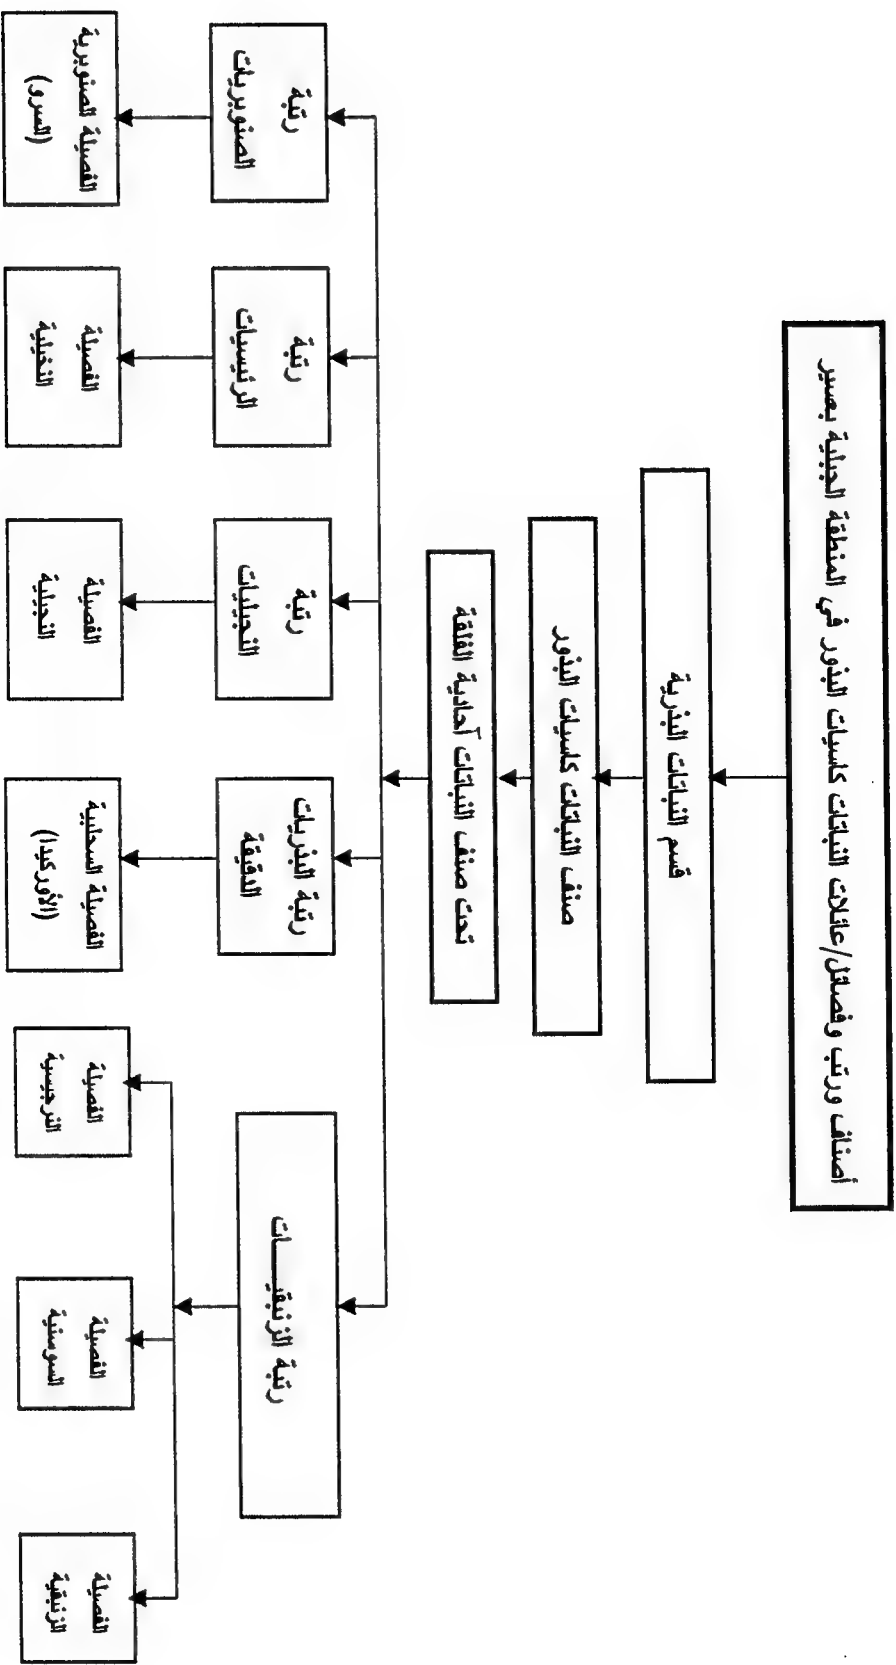 أصناف ورتب وفصائل/عائلات النباتات كاسيات البذور في المنطقة الجبلية بعسير
قسم النباتات البذرية
صنف النباتات كاسيات البذور
تحت صنف النباتات آحادية الفلقة
رتبة الزنبقيــات
رتبة البذريات
الدقيقة
رتبة
النجيليات
رتبة
الرئيسيات
رتبة
الصنوبريات
الفصيلة
الزنبقية
الفصيلة
السوسنية
الفصيلة
النرجيسية
الفصيلة السحلبية
(الأوركيدا)
الفصيلة
النجيلية
الفصيلة
النخيلية
الفصيلة الصنوبرية
(السرو)